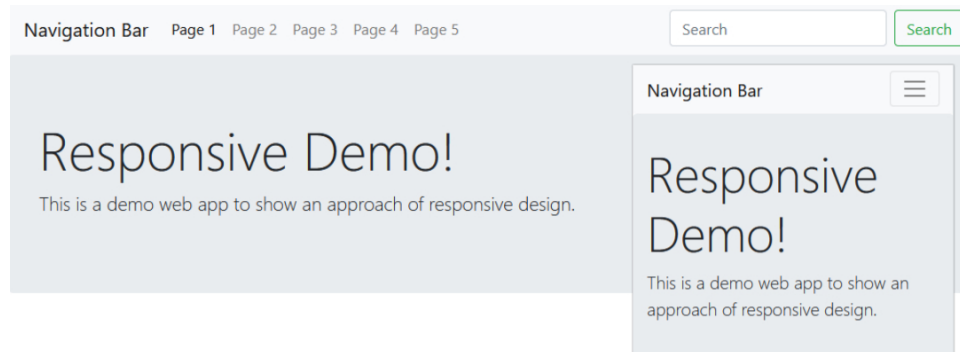 Navigation Bar Page 1 Page 2 Page 3 Page 4 Page 5 Search Search
Responsive Demo!
This is a demo web app to show an approach of responsive design.
Navigation Bar
Responsive
Demo!
This is a demo web app to show an
approach of responsive design.